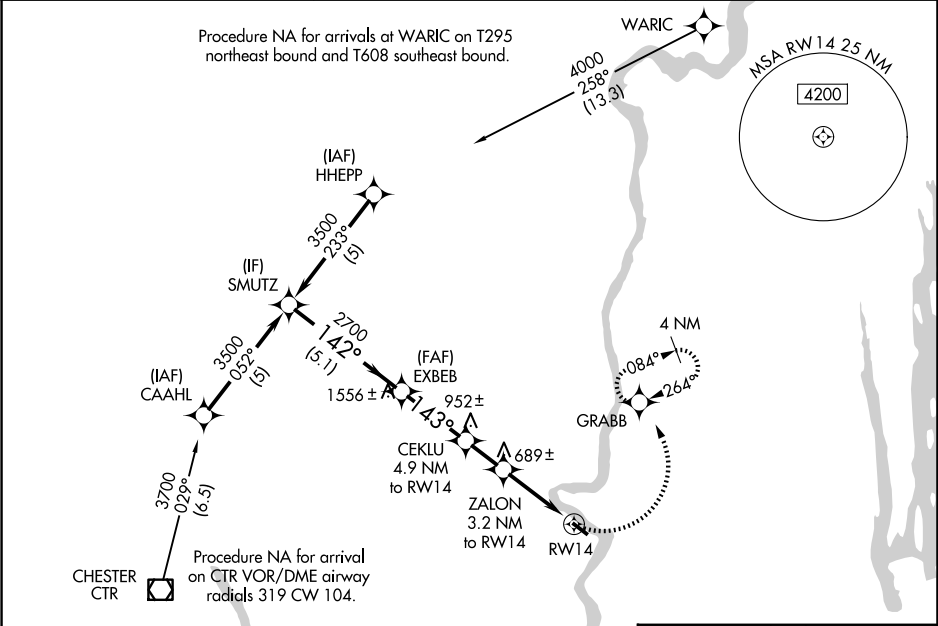 Procedure NA for arrivals at WARIC on T295
northeast bound and T608 southeast bound.
WARIC
4000
258°
(13.3)
MSA RW14 25 NM
4200
(IAF)
HHEPP
3500
233°
(5)
(IF)
SMUTZ
2700
142°
(5.1)
3500
052°
(5)
(IAF)
CAAHL
(FAF)
EXBEB
1556±
143°
952±
CEKLU
4.9 NM
to RW14
689±
ZALON
3.2 NM
to RW14
RW14
4 NM
084°
264°
GRABB
3700
029°
(6.5)
CHESTER
CTR
Procedure NA for arrival
on CTR VOR/DME airway
radials 319 CW 104.